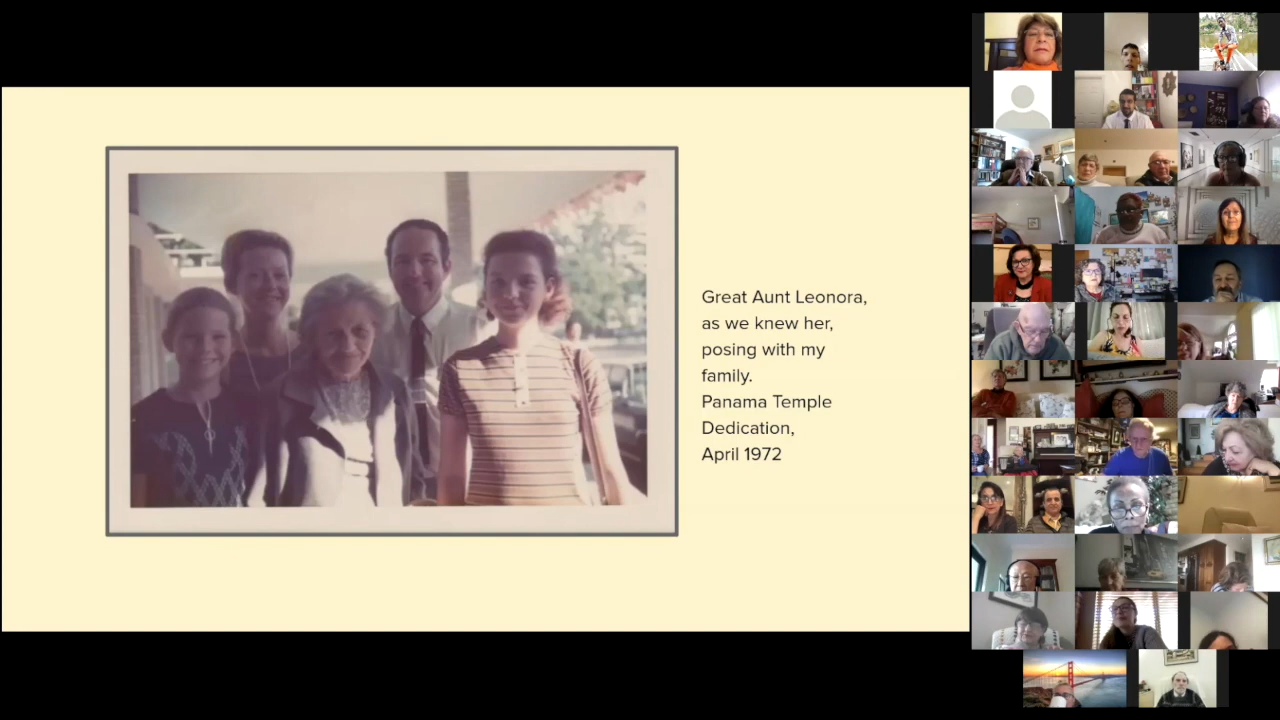 Great Aunt Leonora,
as we knew her,
posing with my
family.
Panama Temple
Dedication,
April 1972